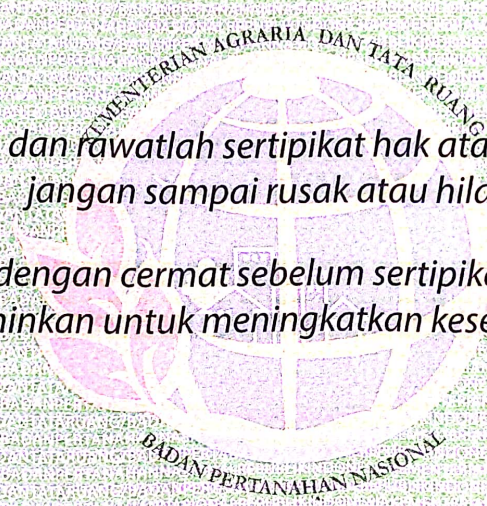 KEMENTERIAN AGRARIA DAN TATA RUANG
dan rawatlah sertipikat hak ata
jangan sampai rusak atau hila
dengan cermat sebelum sertipika
ninkan untuk meningkatkan kese
BADAN PERTANAHAN NASIONAL